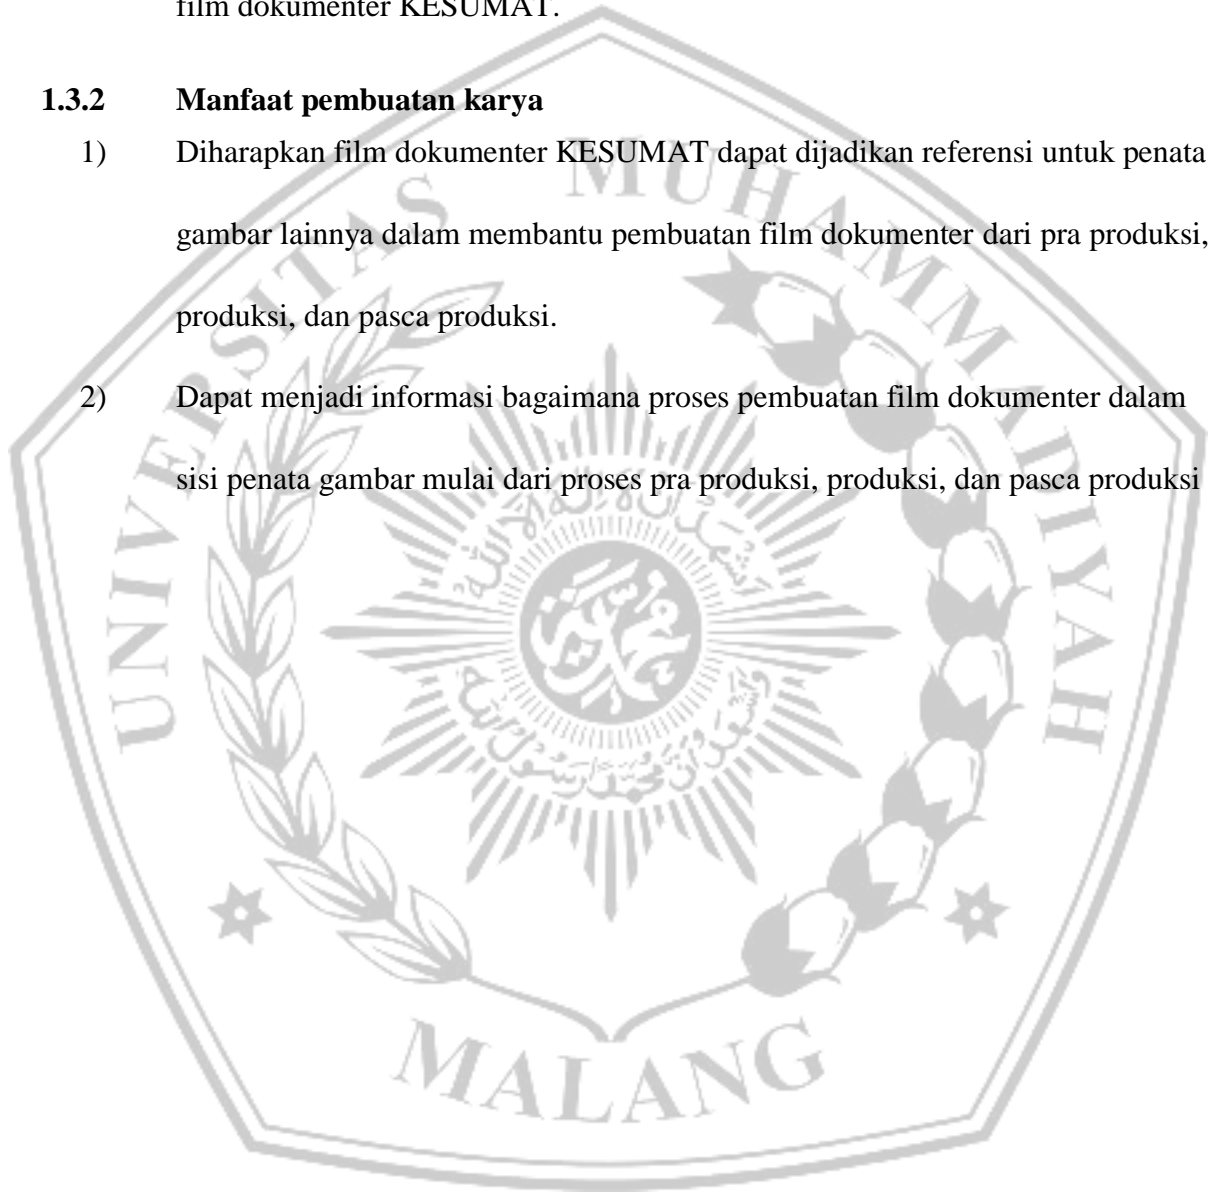 film dokumenter KESUMAT.
1.3.2 Manfaat pembuatan karya
1) Diharapkan film dokumenter KESUMAT dapat dijadikan referensi untuk penata
gambar lainnya dalam membantu pembuatan film dokumenter dari pra produksi,
produksi, dan pasca produksi.
2) Dapat menjadi informasi bagaimana proses pembuatan film dokumenter dalam
sisi penata gambar mulai dari proses pra produksi, produksi, dan pasca produksi
UNIVERSITAS MUHAMMADIYAH
MALANG